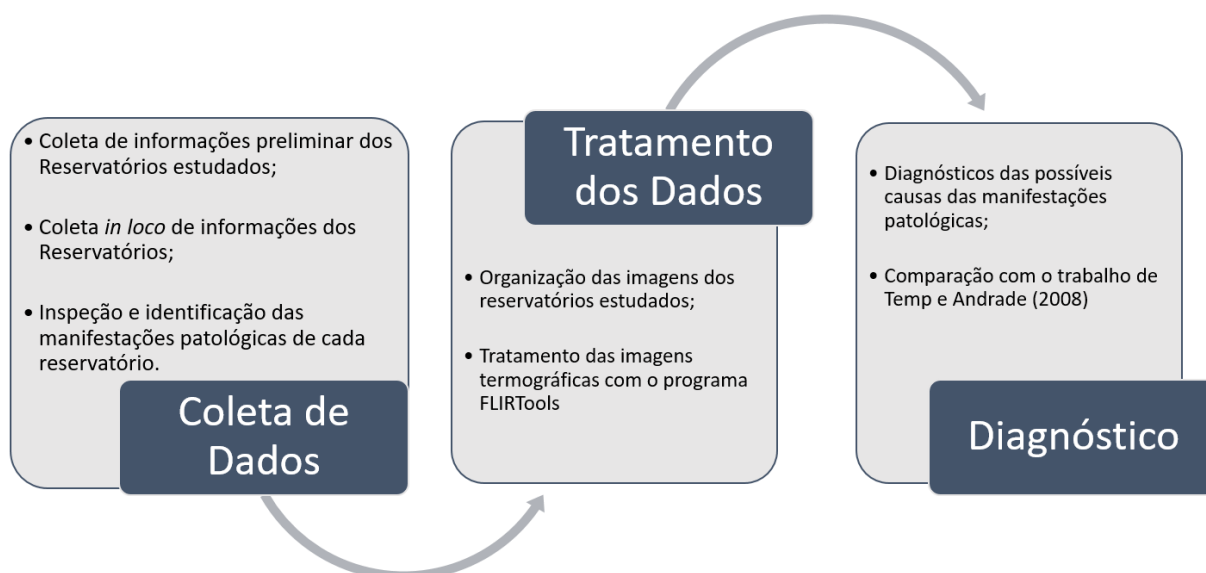 • Coleta de informações preliminar dos
Reservatórios estudados;
• Coleta in loco de informações dos
Reservatórios;
• Inspeção e identificação das
manifestações patológicas de cada
reservatório.
Coleta de
Dados
Tratamento
dos Dados
• Organização das imagens dos
reservatórios estudados;
• Tratamento das imagens
termográficas com o programa
FLIRTools
• Diagnósticos das possíveis
causas das manifestações
patológicas;
• Comparação com o trabalho de
Temp e Andrade (2008)
Diagnóstico